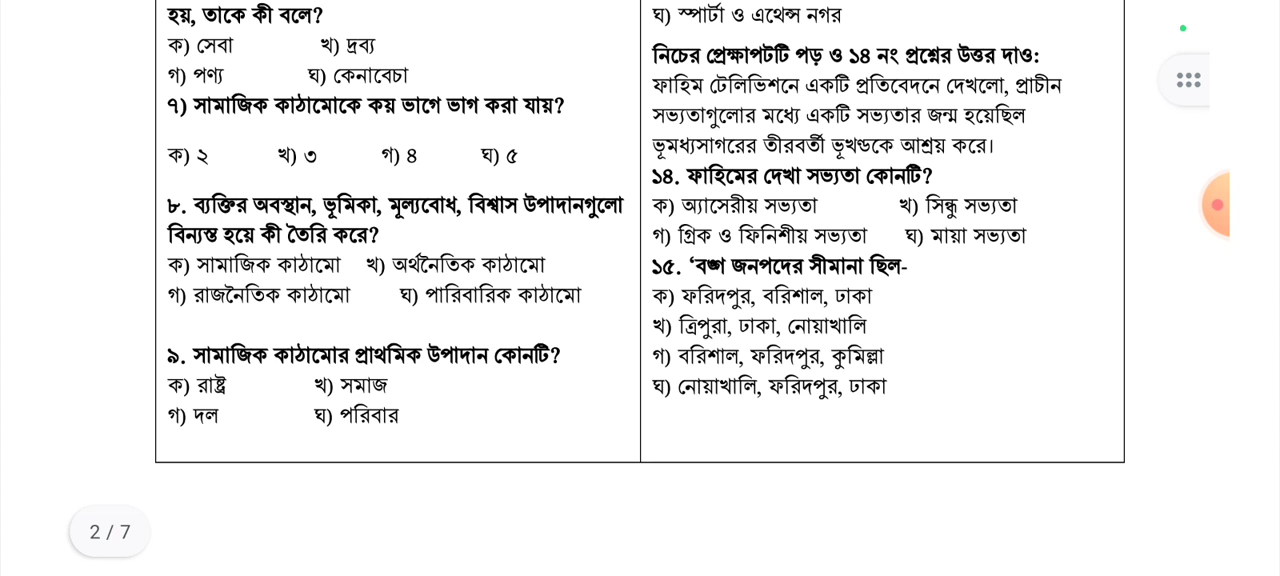 হয়, তাকে কী বলে?
ক) সেবা খ) দ্রব্য
গ) পণ্য ঘ) কেনাবেচা
৭) সামাজিক কাঠামোকে কয় ভাগে ভাগ করা যায়?
ক) ২ খ) ৩ গ) ৪ ঘ) ৫
৮. ব্যক্তির অবস্থান, ভূমিকা, মূল্যবোধ, বিশ্বাস উপাদানগুলো
বিন্যস্ত হয়ে কী তৈরি করে?
ক) সামাজিক কাঠামো খ) অর্থনৈতিক কাঠামো
গ) রাজনৈতিক কাঠামো ঘ) পারিবারিক কাঠামো
৯. সামাজিক কাঠামোর প্রাথমিক উপাদান কোনটি?
ক) রাষ্ট্র খ) সমাজ
গ) দল ঘ) পরিবার
ঘ) স্পার্টা ও এথেন্স নগর
নিচের প্রেক্ষাপটটি পড় ও ১৪ নং প্রশ্নের উত্তর দাও:
ফাহিম টেলিভিশনে একটি প্রতিবেদনে দেখলো, প্রাচীন
সভ্যতাগুলোর মধ্যে একটি সভ্যতার জন্ম হয়েছিল
ভূমধ্যসাগরের তীরবর্তী ভূখণ্ডকে আশ্রয় করে।
১৪. ফাহিমের দেখা সভ্যতা কোনটি?
ক) অ্যাসেরীয় সভ্যতা খ) সিন্ধু সভ্যতা
গ) গ্রিক ও ফিনিশীয় সভ্যতা ঘ) মায়া সভ্যতা
১৫. ‘বঙ্গ জনপদের সীমানা ছিল-
ক) ফরিদপুর, বরিশাল, ঢাকা
খ) ত্রিপুরা, ঢাকা, নোয়াখালি
গ) বরিশাল, ফরিদপুর, কুমিল্লা
ঘ) নোয়াখালি, ফরিদপুর, ঢাকা
2 / 7